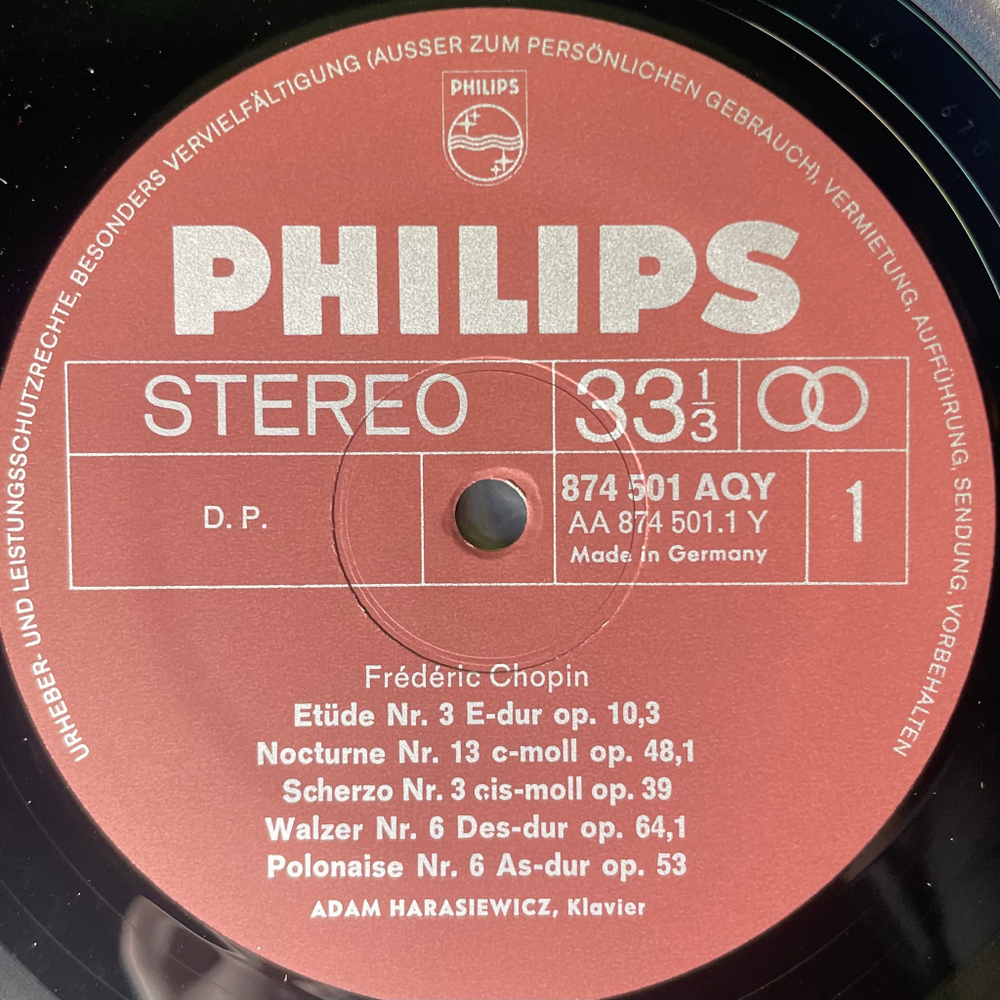 URHEBER- UND LEISTUNGSSCHUTZRECHTE, BESONDERS VERVIELFÄLTIGUNG (AUSSER ZUM PERSÖNLICHEN GEBRAUCH), VERMIETUNG, AUFFÜHRUNG, SENDUNG, VORBEHALTEN
PHILIPS
PHILIPS
STEREO 33 1/3
D. P.
874 501 AQY
AA 874 501.1 Y
Made in Germany
1
Frédéric Chopin
Etüde Nr. 3 E-dur op. 10,3
Nocturne Nr. 13 c-moll op. 48,1
Scherzo Nr. 3 cis-moll op. 39
Walzer Nr. 6 Des-dur op. 64,1
Polonaise Nr. 6 As-dur op. 53
ADAM HARASIEWICZ, Klavier